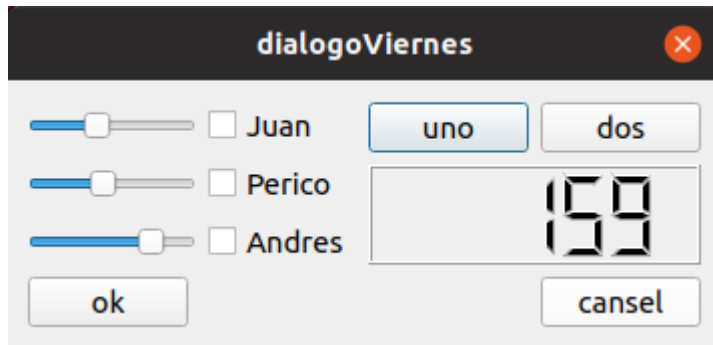 dialogoViernes
Juan
uno
dos
Perico
159
Andres
ok
cansel